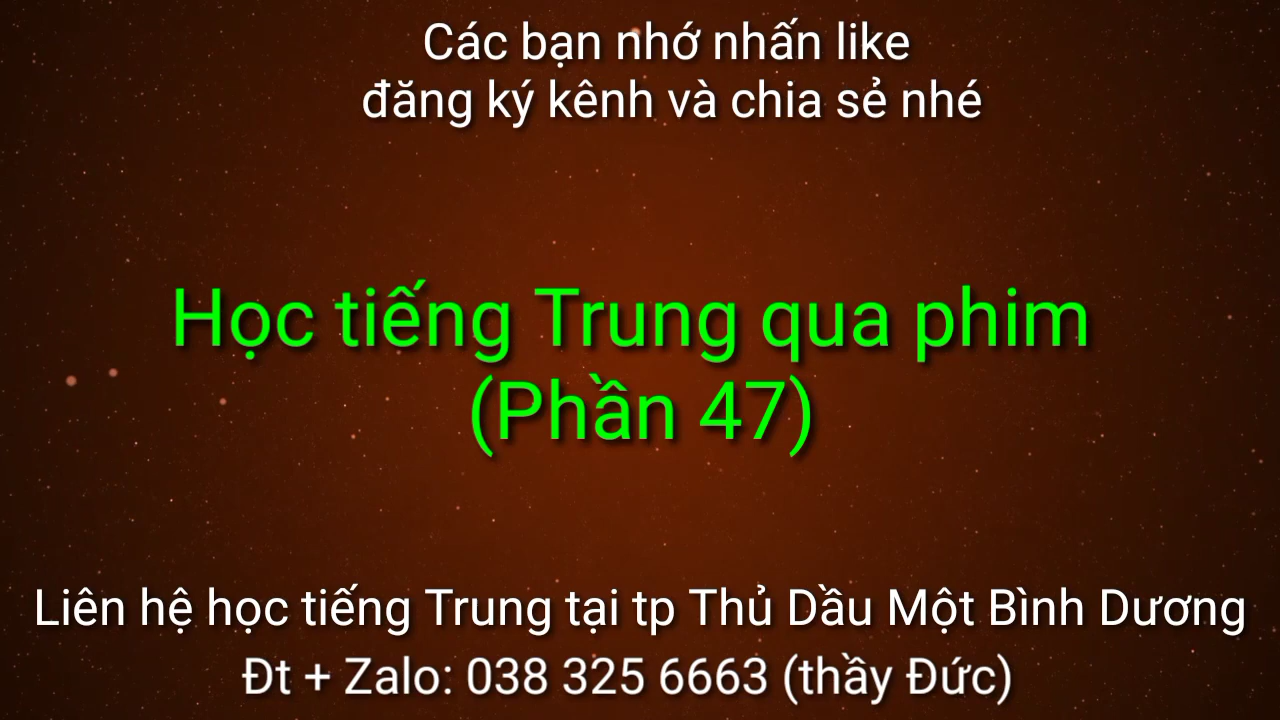 Các bạn nhớ nhấn like
đăng ký kênh và chia sẻ nhé
Học tiếng Trung qua phim
(Phần 47)
Liên hệ học tiếng Trung tại tp Thủ Dầu Một Bình Dương
Đt + Zalo: 038 325 6663 (thầy Đức)